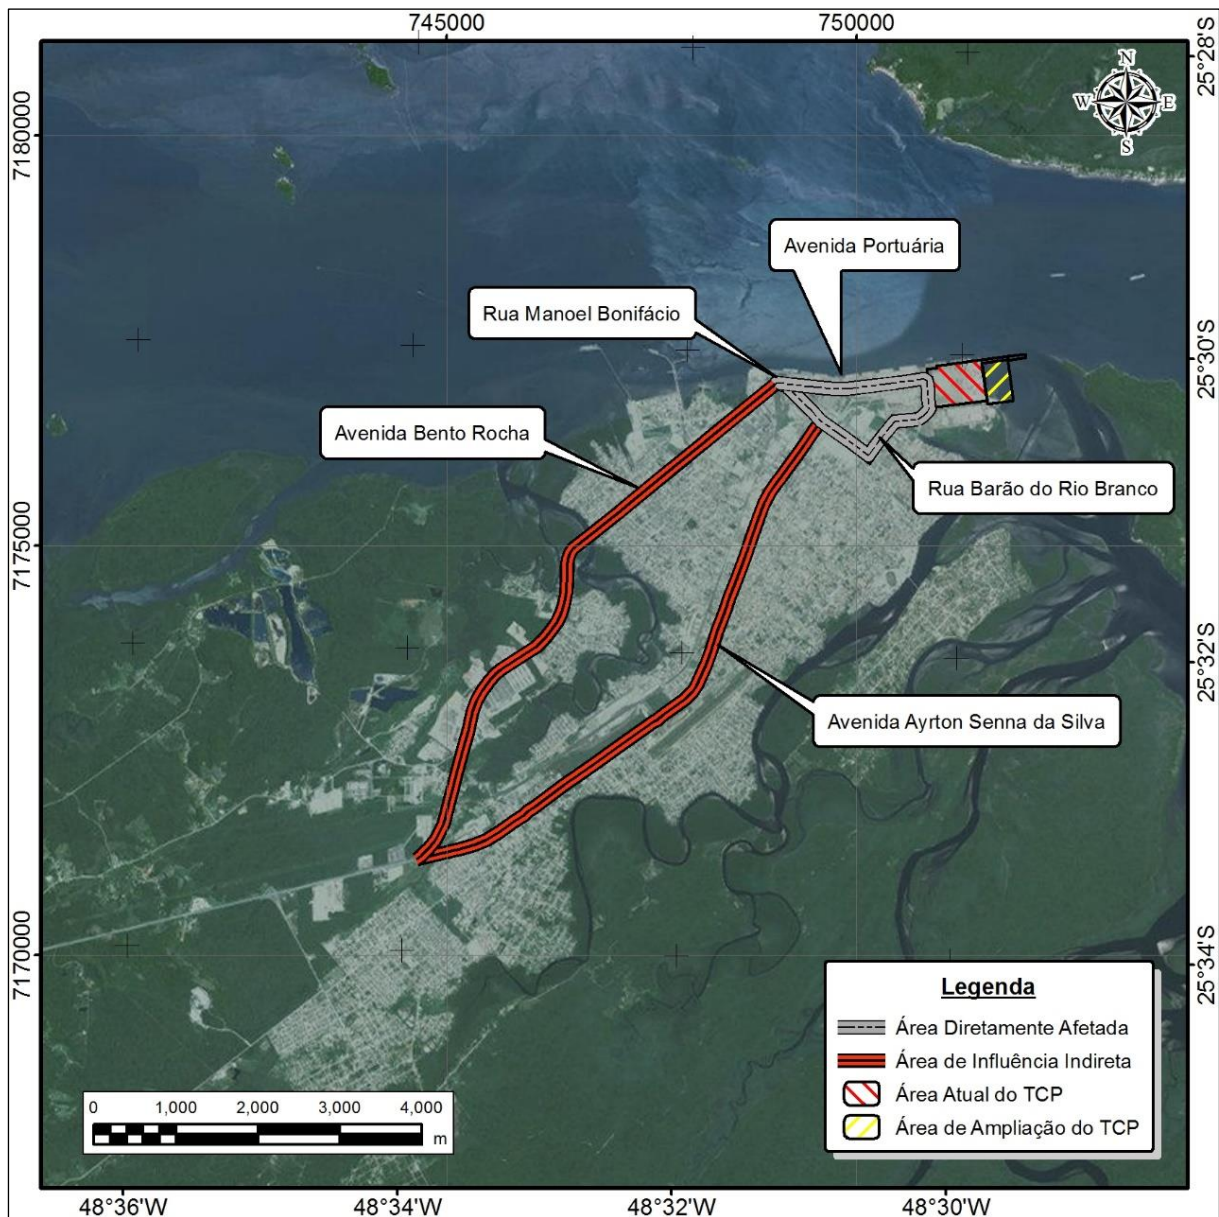 745000
750000
25°28'S
N
W
E
S
7180000
Avenida Portuária
Rua Manoel Bonifácio
25°30'S
Avenida Bento Rocha
Rua Barão do Rio Branco
7175000
25°32'S
Avenida Ayrton Senna da Silva
7170000
25°34'S
Legenda
Área Diretamente Afetada
Área de Influência Indireta
Área Atual do TCP
Área de Ampliação do TCP
0 1,000 2,000 3,000 4,000
m
48°36'W
48°34'W
48°32'W
48°30'W